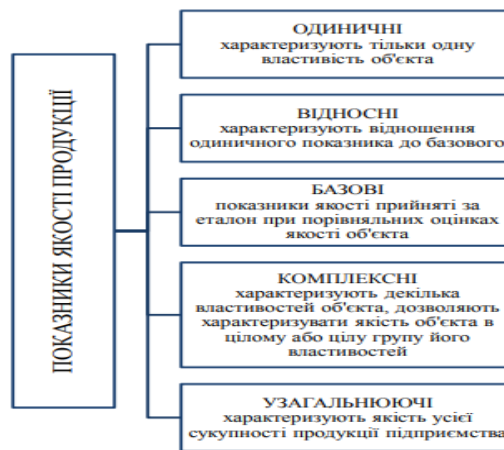 ПОКАЗНИКИ ЯКОСТІ ПРОДУКЦІЇ
ОДИНИЧНІ
характеризують тільки одну
властивість об'єкта
ВІДНОСНІ
характеризують відношення
одиничного показника до базового
БАЗОВІ
показники якості прийняті за
еталон при порівняльних оцінках
якості об'єкта
КОМПЛЕКСНІ
характеризують декілька
властивостей об'єкта, дозволяють
характеризувати якість об'єкта в
цілому або цілу групу його
властивостей
УЗАГАЛЬНЮЮЧІ
характеризують якість усієї
сукупності продукції підприємства